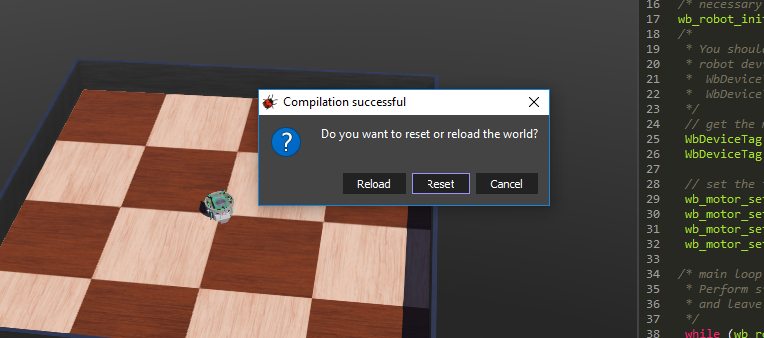 Compilation successful
Do you want to reset or reload the world?
Reload Reset Cancel
16 /* necessary
17 wb_robot_ini
18 /*
19 * You shoul
20 * robot dev
21 * WbDevice
22 * WbDevice
23 */
24 // get the
25 WbDeviceTag
26 WbDeviceTag
27
28 // set the
29 wb_motor_se
30 wb_motor_se
31 wb_motor_se
32 wb_motor_se
33
34 /* main loop
35 * Perform s
36 * and leave
37 */
38 while (wb_ro